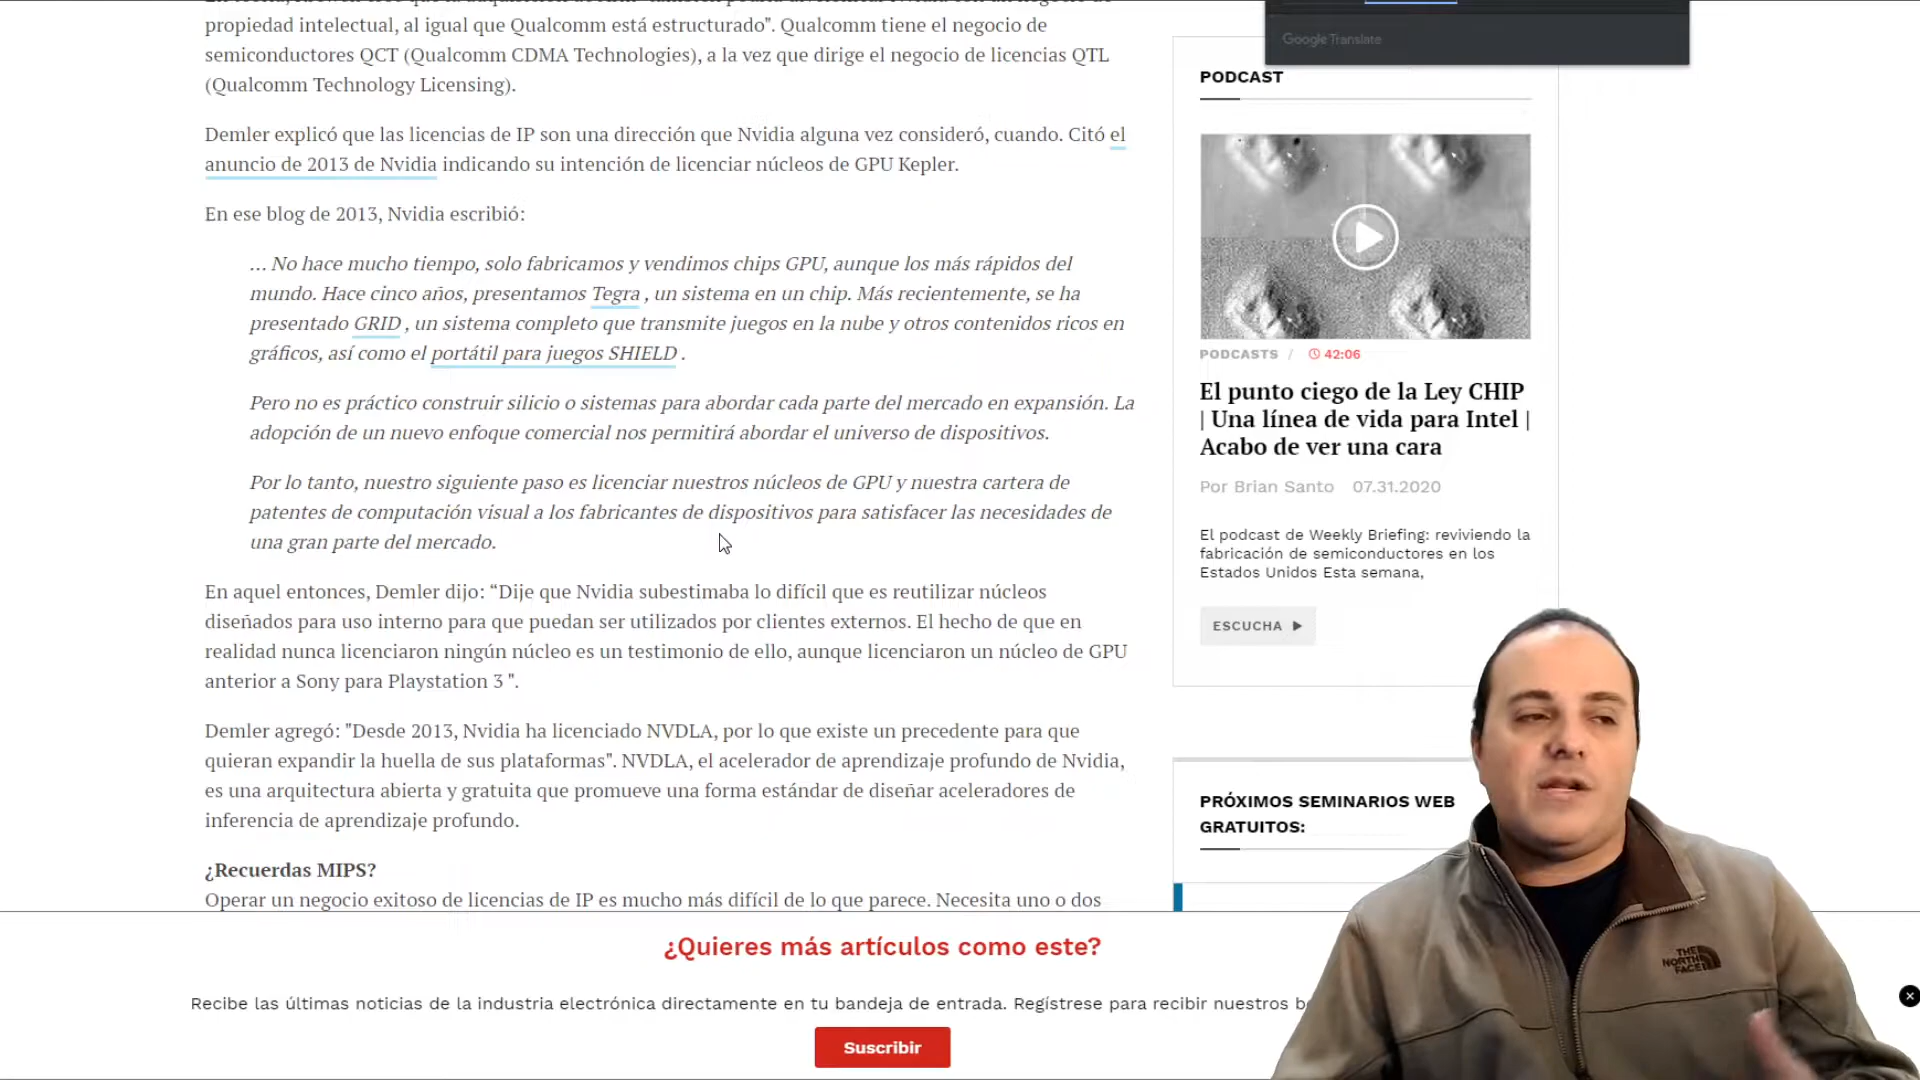 propiedad intelectual, al igual que Qualcomm está estructurado". Qualcomm tiene el negocio de
semiconductores QCT (Qualcomm CDMA Technologies), a la vez que dirige el negocio de licencias QTL
(Qualcomm Technology Licensing).
Demler explicó que las licencias de IP son una dirección que Nvidia alguna vez consideró, cuando. Citó el
anuncio de 2013 de Nvidia indicando su intención de licenciar núcleos de GPU Kepler.
En ese blog de 2013, Nvidia escribió:
… No hace mucho tiempo, solo fabricamos y vendimos chips GPU, aunque los más rápidos del
mundo. Hace cinco años, presentamos Tegra , un sistema en un chip. Más recientemente, se ha
presentado GRID , un sistema completo que transmite juegos en la nube y otros contenidos ricos en
gráficos, así como el portátil para juegos SHIELD .
Pero no es práctico construir silicio o sistemas para abordar cada parte del mercado en expansión. La
adopción de un nuevo enfoque comercial nos permitirá abordar el universo de dispositivos.
Por lo tanto, nuestro siguiente paso es licenciar nuestros núcleos de GPU y nuestra cartera de
patentes de computación visual a los fabricantes de dispositivos para satisfacer las necesidades de
una gran parte del mercado.
En aquel entonces, Demler dijo: “Dije que Nvidia subestimaba lo difícil que es reutilizar núcleos
diseñados para uso interno para que puedan ser utilizados por clientes externos. El hecho de que en
realidad nunca licenciaron ningún núcleo es un testimonio de ello, aunque licenciaron un núcleo de GPU
anterior a Sony para Playstation 3 ".
Demler agregó: "Desde 2013, Nvidia ha licenciado NVDLA, por lo que existe un precedente para que
quieran expandir la huella de sus plataformas". NVDLA, el acelerador de aprendizaje profundo de Nvidia,
es una arquitectura abierta y gratuita que promueve una forma estándar de diseñar aceleradores de
inferencia de aprendizaje profundo.
¿Recuerdas MIPS?
Operar un negocio exitoso de licencias de IP es mucho más difícil de lo que parece. Necesita uno o dos
Google Translate
PODCAST
PODCASTS / 42:06
El punto ciego de la Ley CHIP
| Una línea de vida para Intel |
Acabo de ver una cara
Por Brian Santo 07.31.2020
El podcast de Weekly Briefing: reviviendo la
fabricación de semiconductores en los
Estados Unidos Esta semana,
ESCUCHA
PRÓXIMOS SEMINARIOS WEB
GRATUITOS:
THE
NORTH
FACE
¿Quieres más artículos como este?
Recibe las últimas noticias de la industria electrónica directamente en tu bandeja de entrada. Regístrese para recibir nuestros
Suscribir